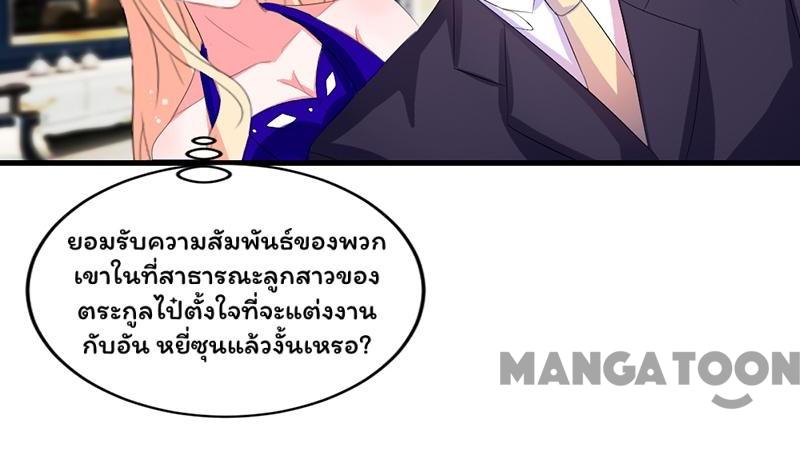 ยอมรับความสัมพันธ์ของพวก
เขาในที่สาธารณะลูกสาวของ
ตระกูลไป๋ตั้งใจที่จะแต่งงาน
กับอัน หยี่ซุนแล้วงั้นเหรอ?
MANGATOON